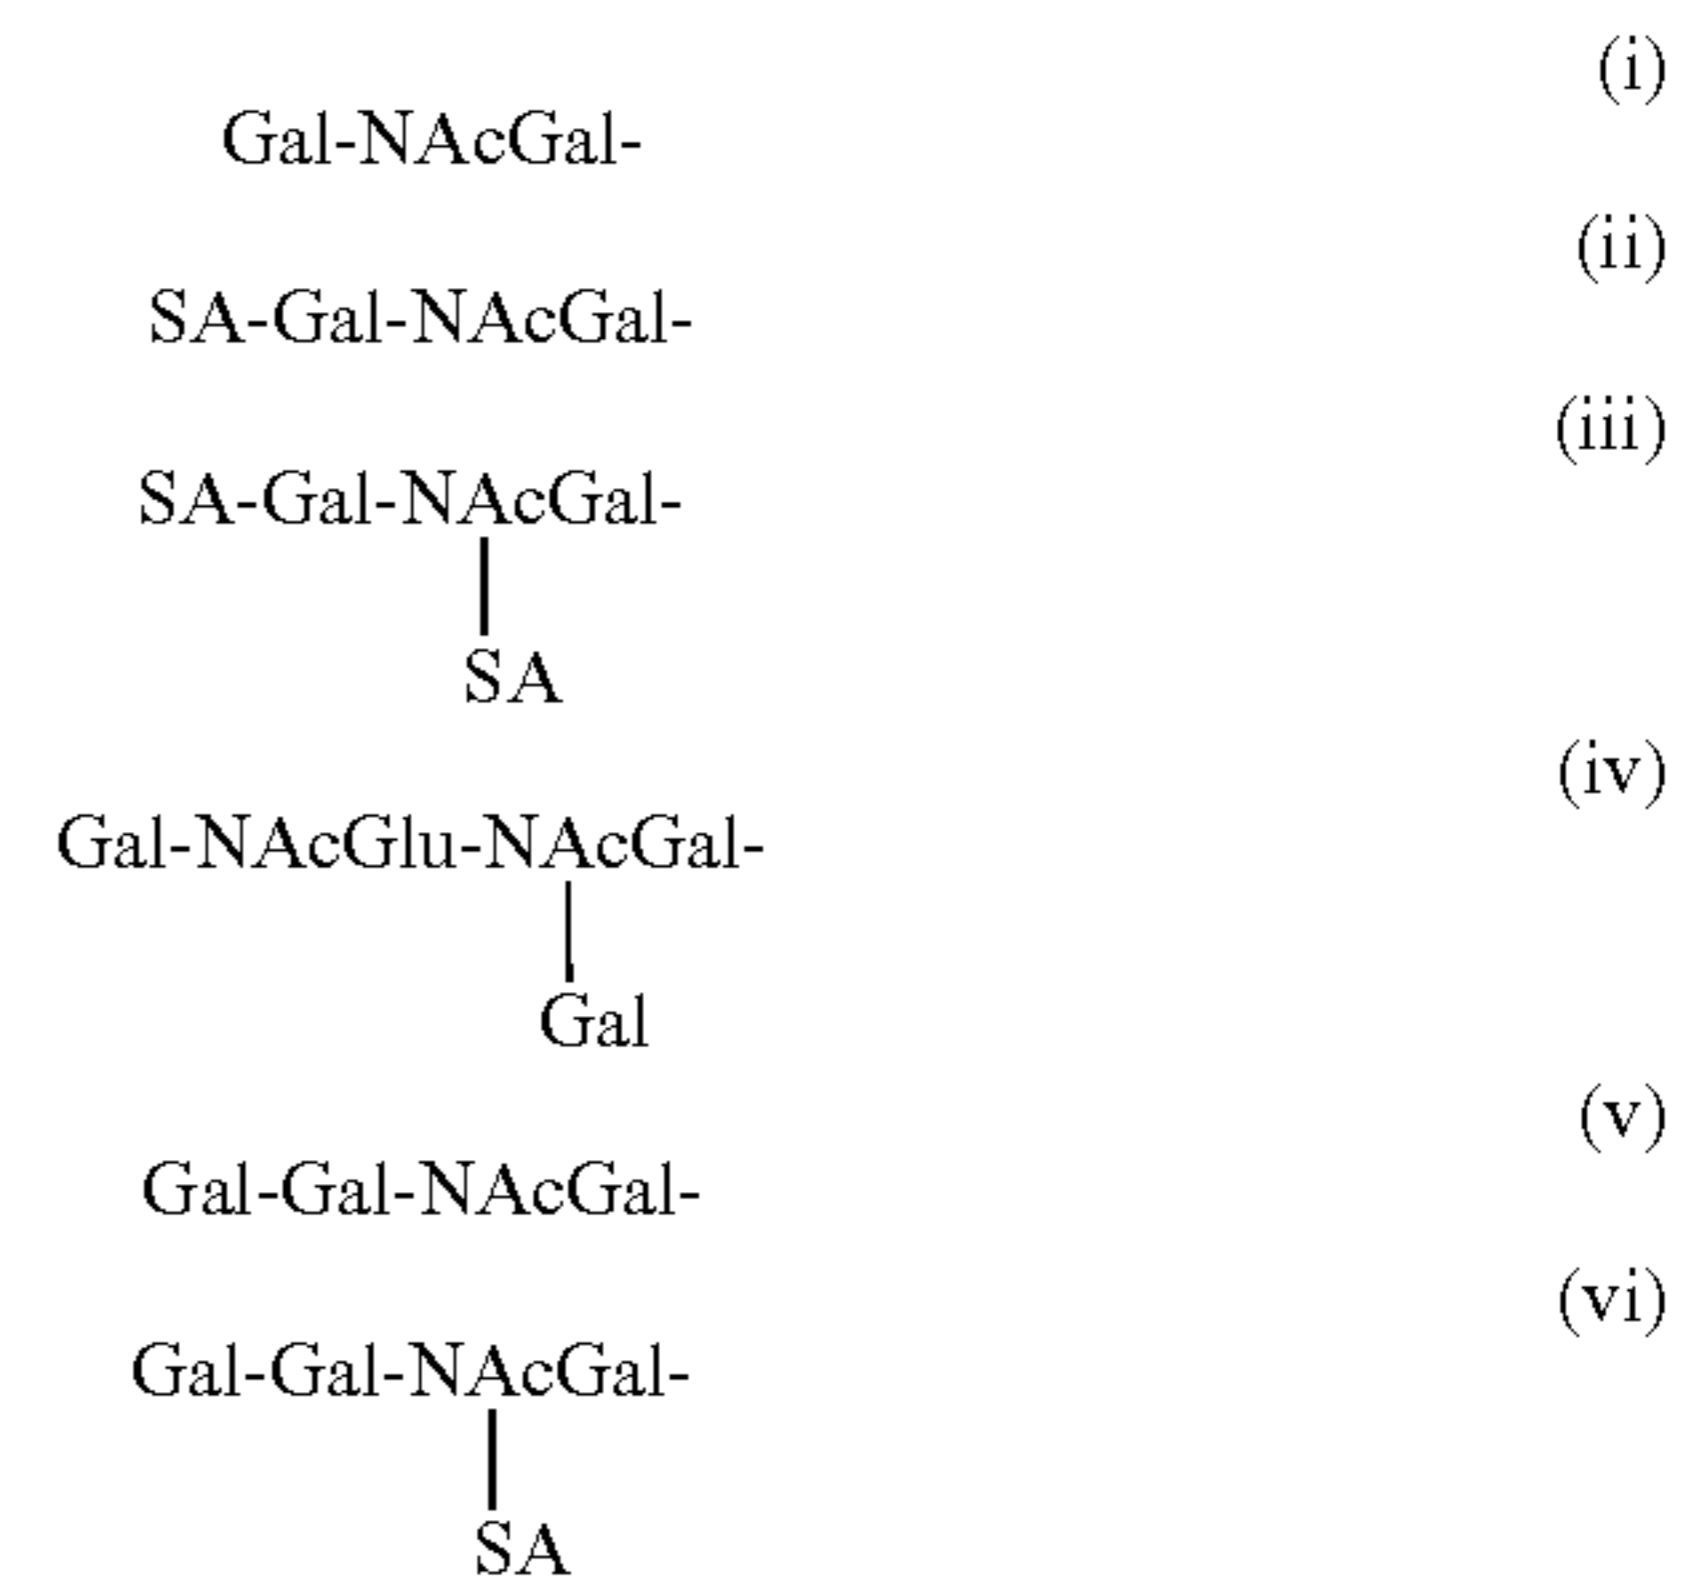 (i)
Gal-NAcGal-
(ii)
SA-Gal-NAcGal-
(iii)
SA-Gal-NAcGal-
SA
(iv)
Gal-NAcGlu-NAcGal-
Gal
(v)
Gal-Gal-NAcGal-
(vi)
Gal-Gal-NAcGal-
SA